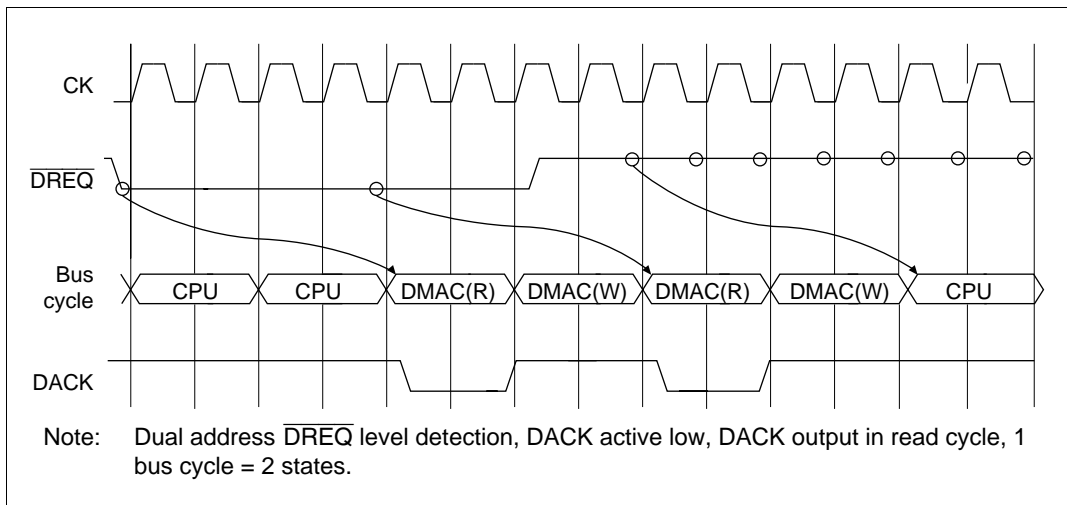 CK
DREQ
Bus
cycle
CPU CPU DMAC(R) DMAC(W) DMAC(R) DMAC(W) CPU
DACK
Note: Dual address DREQ level detection, DACK active low, DACK output in read cycle, 1
bus cycle = 2 states.